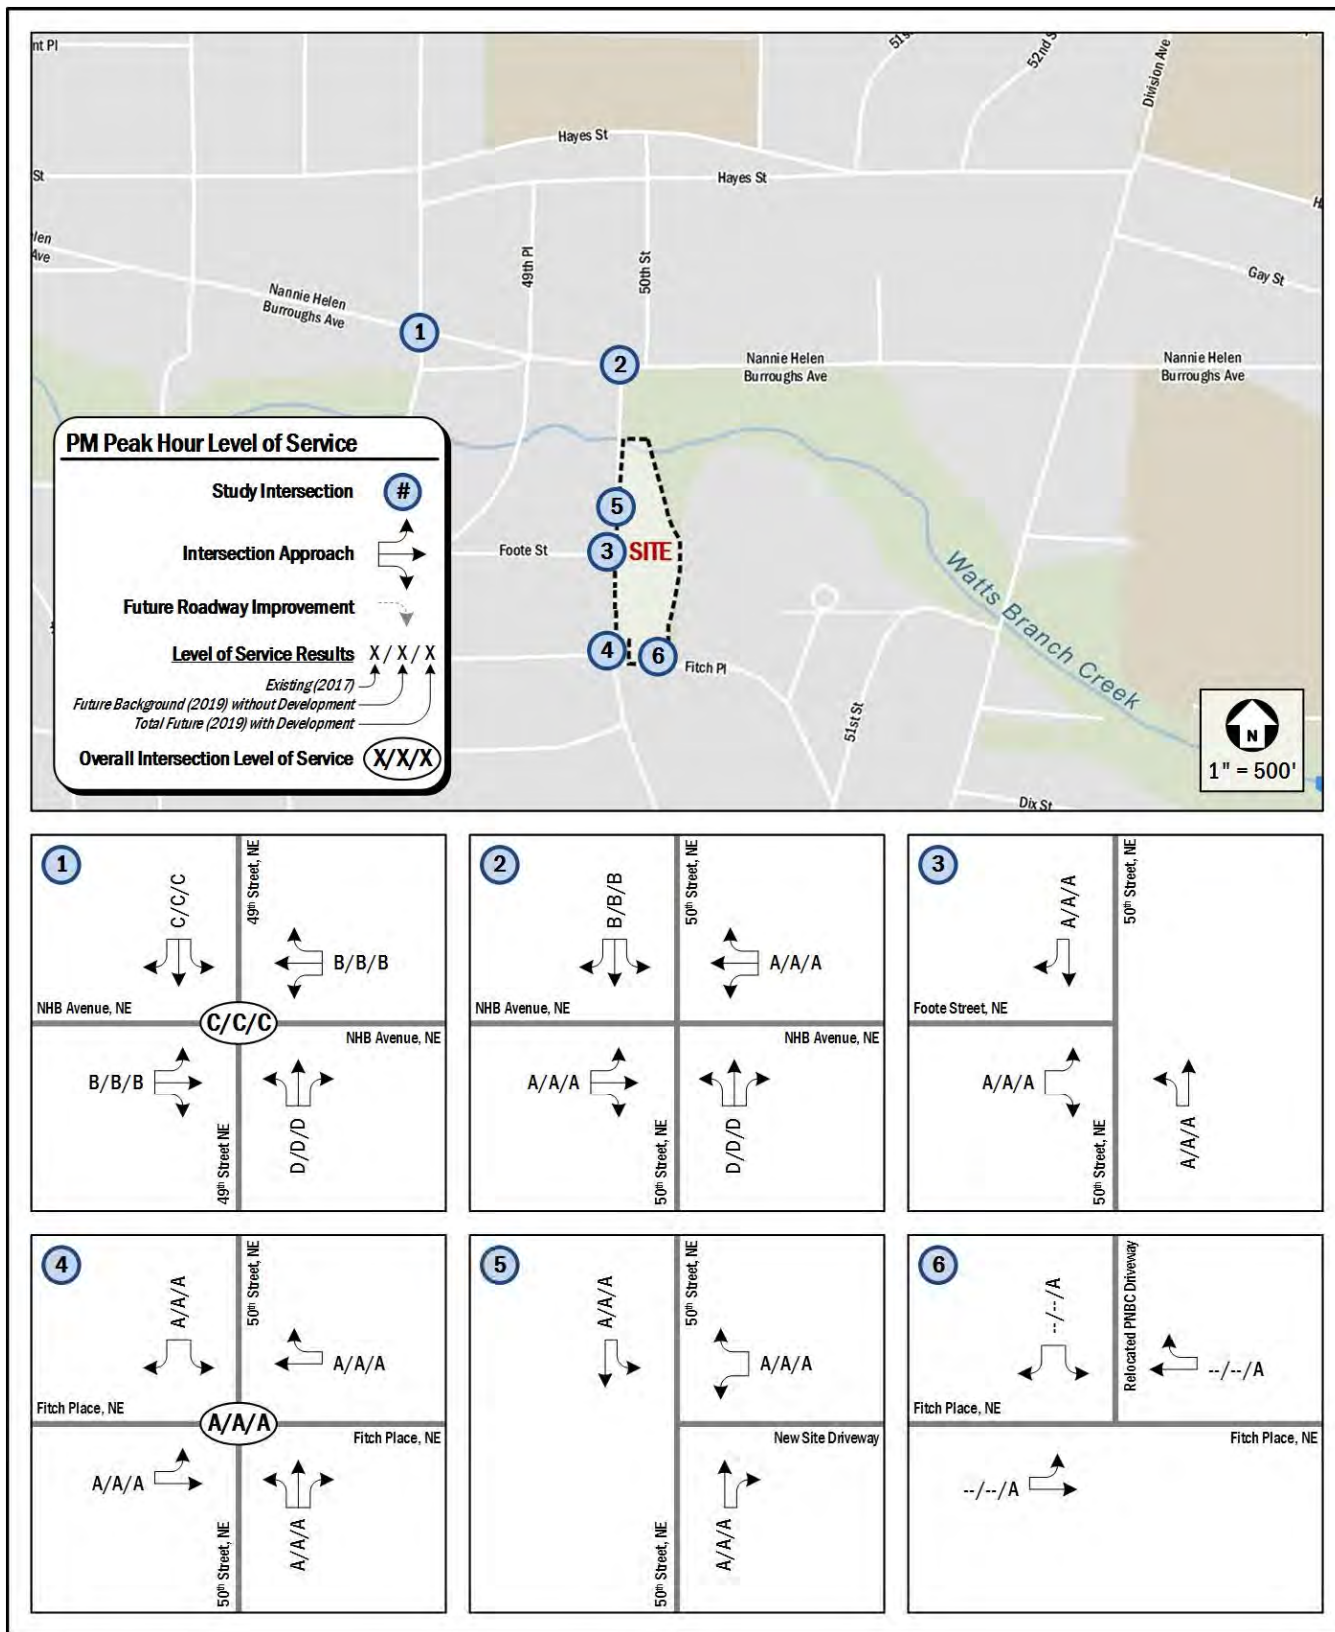 nt Pl
51st
52nd S
Division Ave
Hayes St
St
Hayes St
H
len
Ave
49th Pl
50th St
Gay St
Nannie Helen
Burroughs Ave
1
2
Nannie Helen
Burroughs Ave
Nannie Helen
Burroughs Ave
PM Peak Hour Level of Service
Study Intersection #
Intersection Approach
Future Roadway Improvement
Level of Service Results X / X / X
Existing (2017)
Future Background (2019) without Development
Total Future (2019) with Development
Overall Intersection Level of Service X/X/X
5
Foote St
3 SITE
4
6
Fitch Pl
51st St
Watts Branch Creek
Dix St
N
1" = 500'
1
49th Street, NE
C/C/C
B/B/B
NHB Avenue, NE
C/C/C
NHB Avenue, NE
B/B/B
D/D/D
49th Street NE
2
50th Street, NE
B/B/B
A/A/A
NHB Avenue, NE
NHB Avenue, NE
A/A/A
D/D/D
50th Street, NE
3
50th Street, NE
A/A/A
Foote Street, NE
A/A/A
A/A/A
50th Street, NE
4
50th Street, NE
A/A/A
A/A/A
Fitch Place, NE
A/A/A
Fitch Place, NE
A/A/A
A/A/A
50th Street, NE
5
50th Street, NE
A/A/A
A/A/A
New Site Driveway
A/A/A
50th Street, NE
6
Relocated PNBC Driveway
--/--/A
--/--/A
Fitch Place, NE
Fitch Place, NE
--/--/A